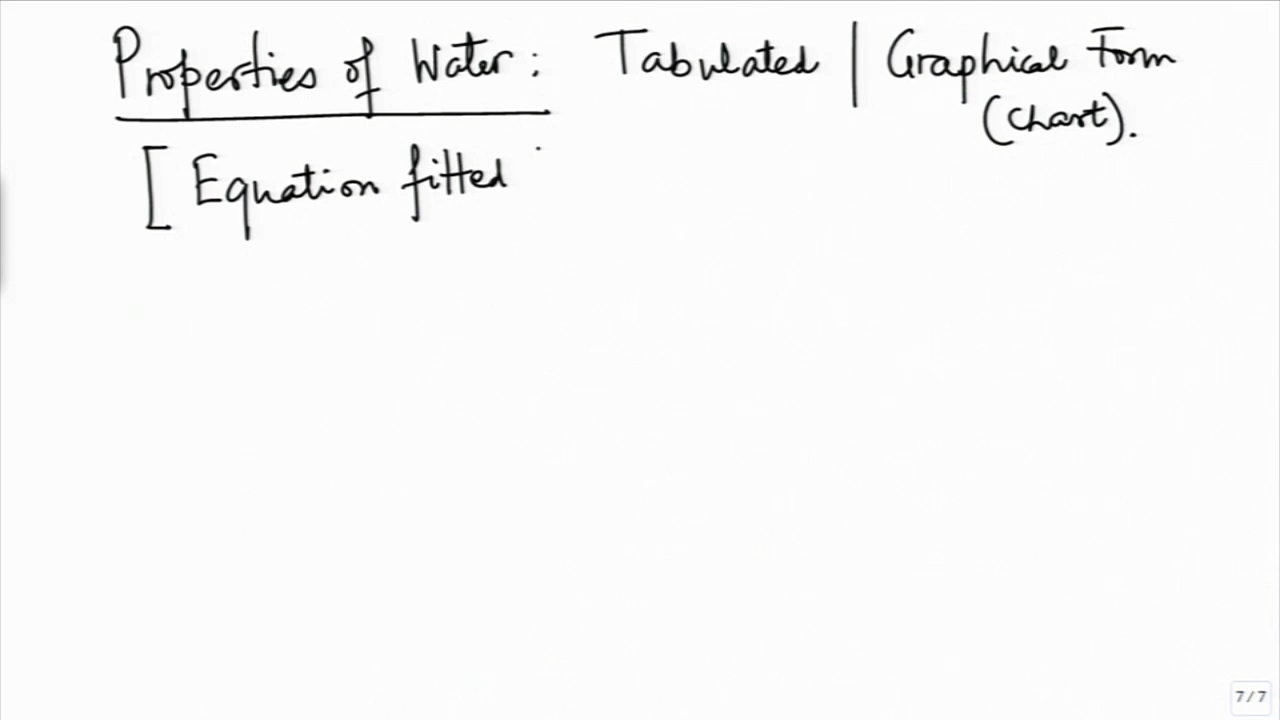 Properties of Water: Tabulated | Graphical Form
(Chart).
[ Equation fitted
7/7